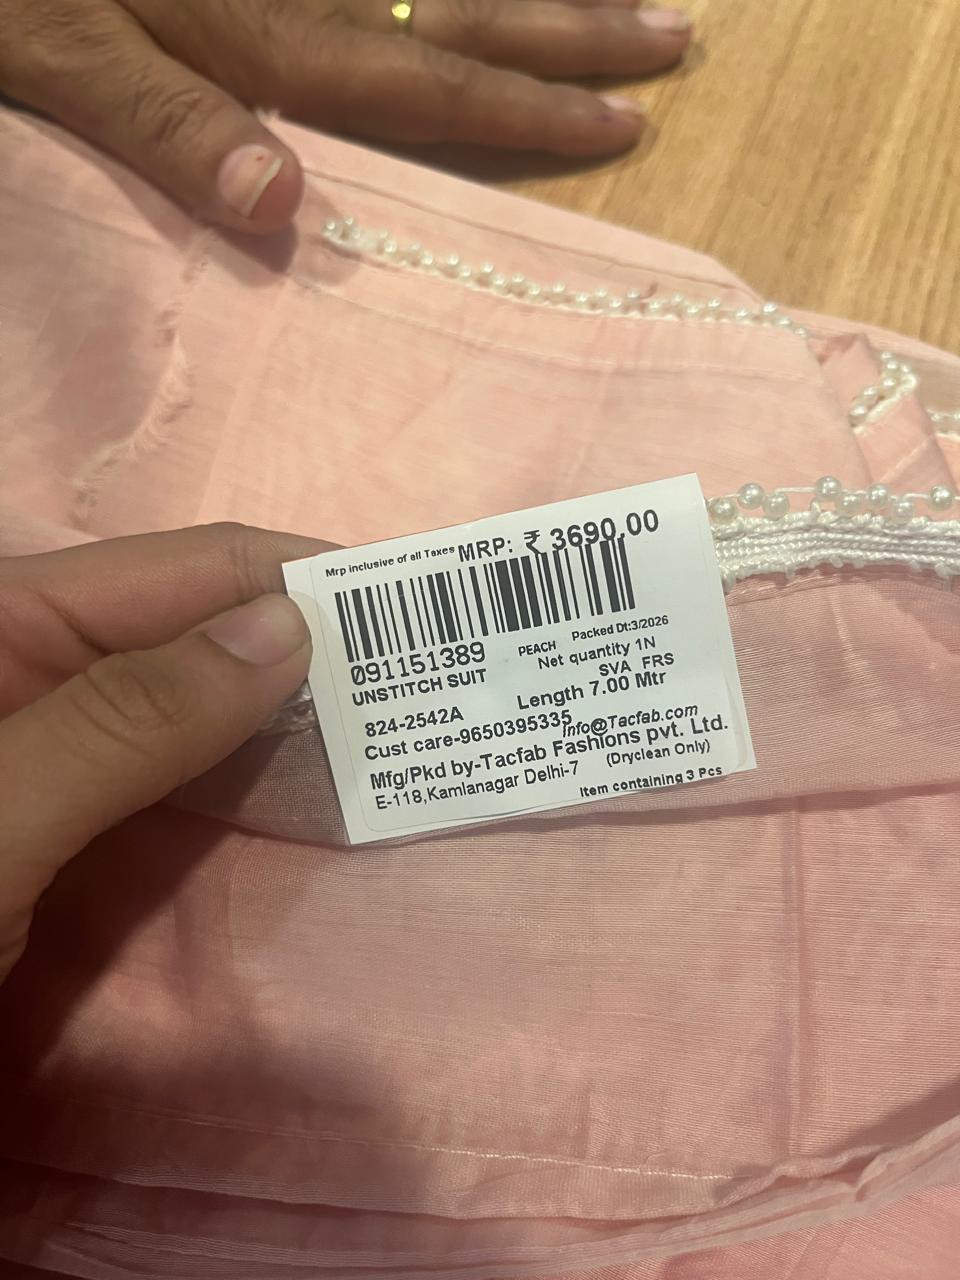 Mrp inclusive of all Taxes MRP: ₹ 3690.00
091151389
PEACH Packed Dt:3/2026
UNSTITCH SUIT Net quantity 1N
SVA FRS
824-2542A Length 7.00 Mtr
Cust care-9650395335 Info@Tacfab.com
Mfg/Pkd by-Tacfab Fashions pvt. Ltd.
E-118,Kamlanagar Delhi-7 (Dryclean Only)
Item containing 3 Pcs